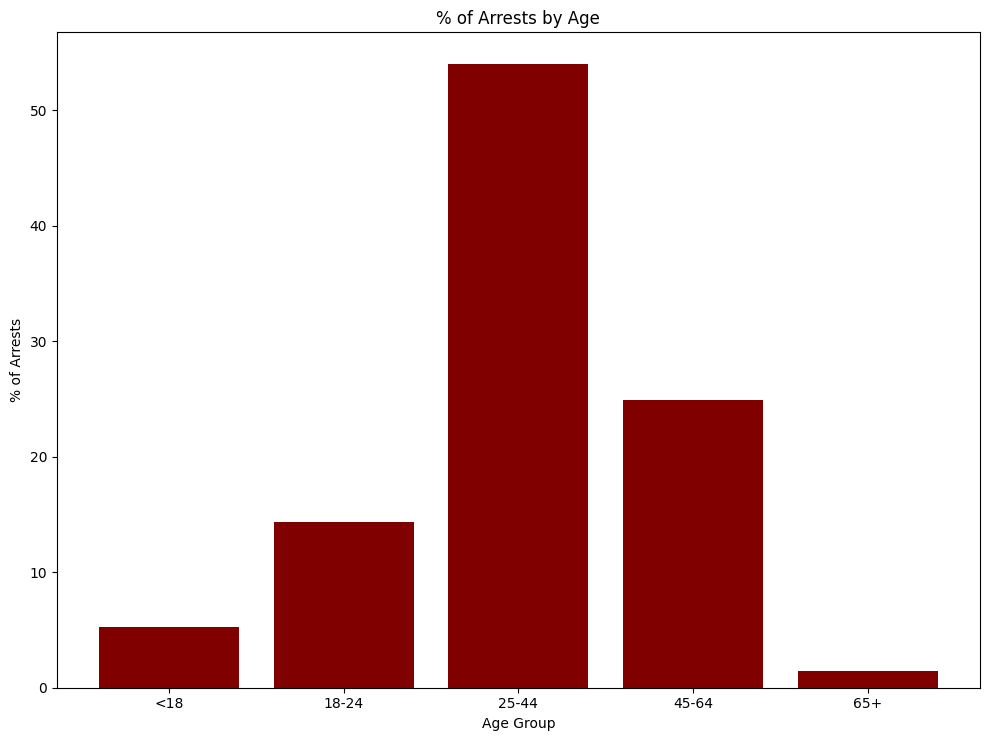 % of Arrests by Age
% of Arrests
50
40
30
20
10
0
<18 18-24 25-44 45-64 65+
Age Group